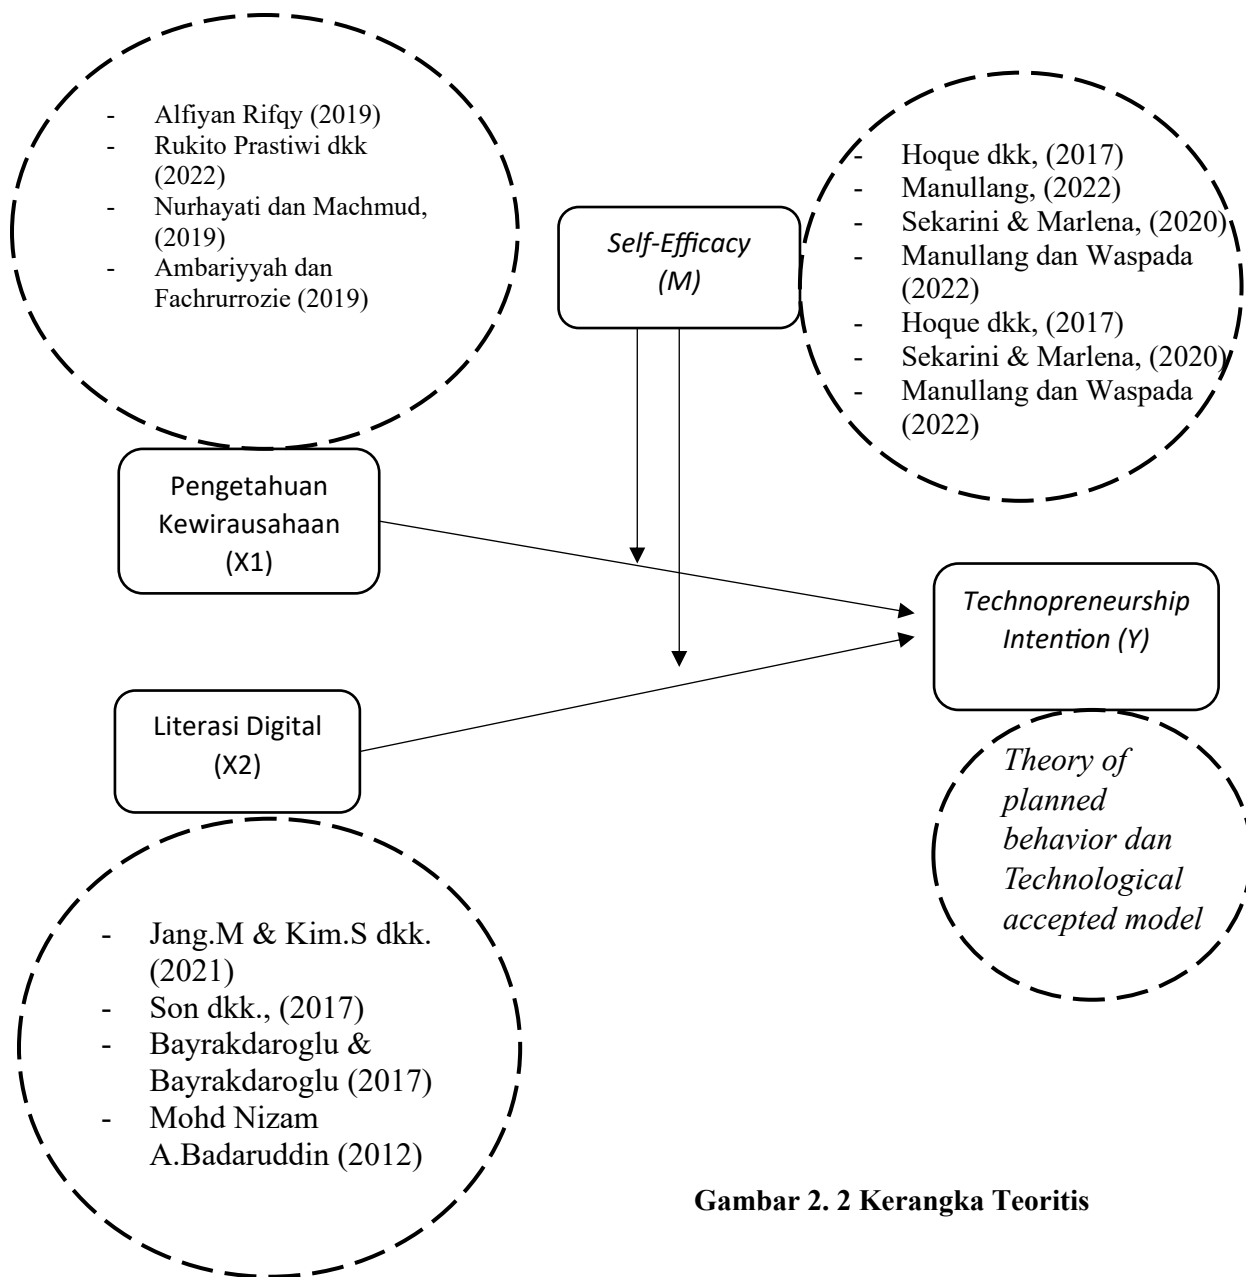 - Alfiyan Rifqy (2019)
- Rukito Prastiwi dkk
(2022)
- Nurhayati dan Machmud,
(2019)
- Ambariyyah dan
Fachrurrozie (2019)
Self-Efficacy
(M)
- Hoque dkk, (2017)
- Manullang, (2022)
- Sekarini & Marlena, (2020)
- Manullang dan Waspada
(2022)
- Hoque dkk, (2017)
- Sekarini & Marlena, (2020)
- Manullang dan Waspada
(2022)
Pengetahuan
Kewirausahaan
(X1)
Technopreneurship
Intention (Y)
Literasi Digital
(X2)
Theory of
planned
behavior dan
Technological
accepted model
- Jang.M & Kim.S dkk.
(2021)
- Son dkk., (2017)
- Bayrakdaroglu &
Bayrakdaroglu (2017)
- Mohd Nizam
A.Badaruddin (2012)
Gambar 2. 2 Kerangka Teoritis